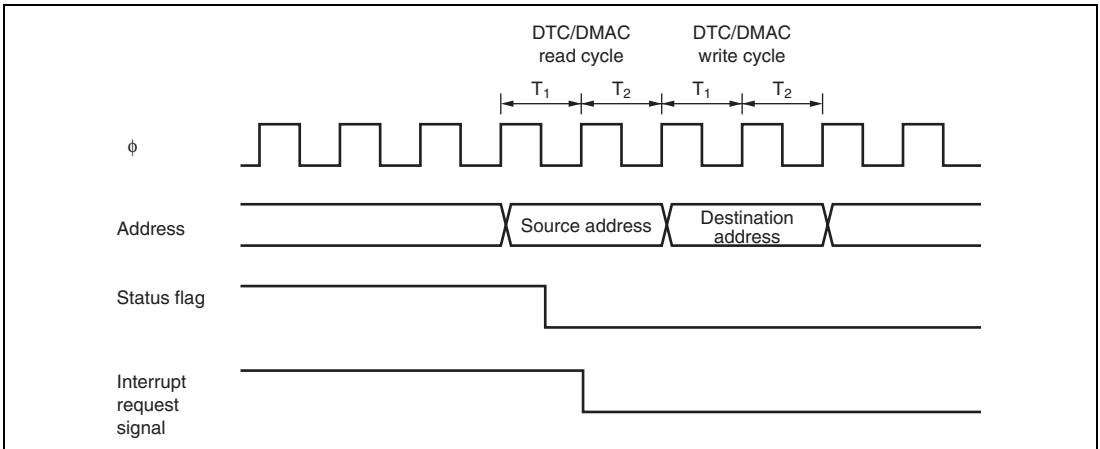 DTC/DMAC
read cycle
DTC/DMAC
write cycle
T1
T2
T1
T2
ϕ
Address
Source address
Destination
address
Status flag
Interrupt
request
signal